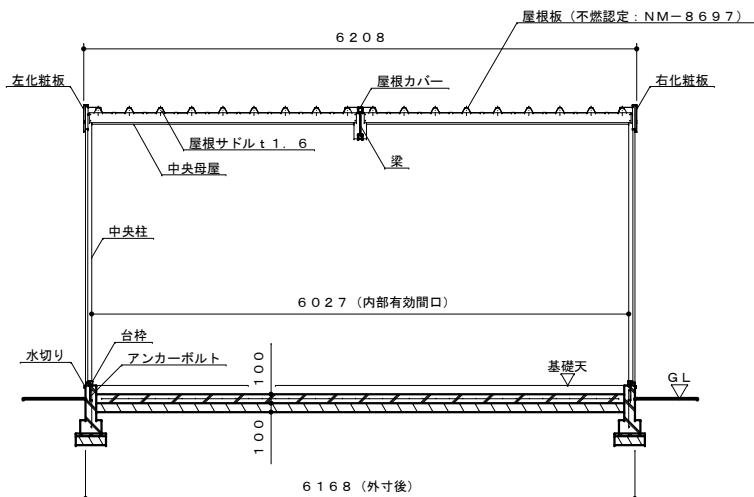 屋根板（不燃認定：NM－8697）
6208
左化粧板
屋根カバー
右化粧板
屋根サドルｔ1．6
梁
中央母屋
中央柱
6027（内部有効間口）
台枠
水切り
アンカーボルト
100
基礎天
GL
100
6168（外寸後）